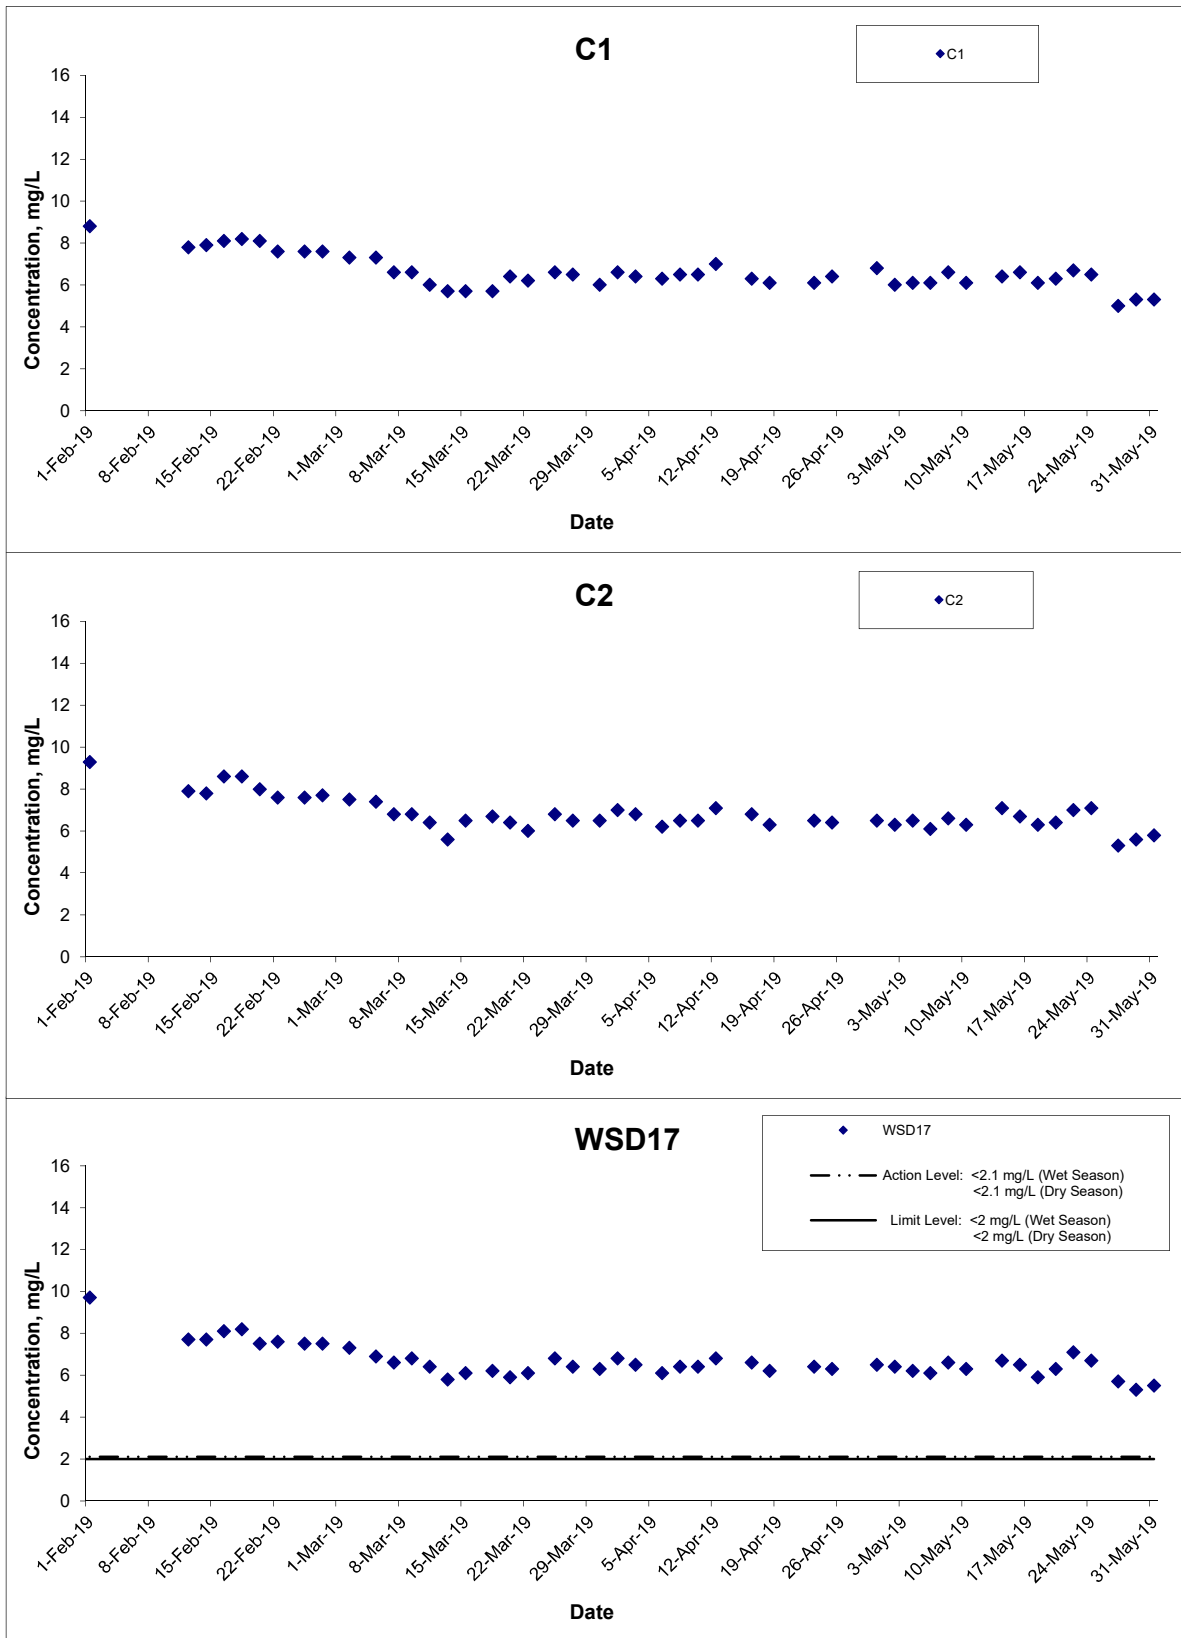 C1
C1
16
14
12
10
8
6
4
2
0
Concentration, mg/L
1-Feb-19
8-Feb-19
15-Feb-19
22-Feb-19
1-Mar-19
8-Mar-19
15-Mar-19
22-Mar-19
29-Mar-19
5-Apr-19
12-Apr-19
19-Apr-19
26-Apr-19
3-May-19
10-May-19
17-May-19
24-May-19
31-May-19
Date
C2
C2
16
14
12
10
8
6
4
2
0
Concentration, mg/L
1-Feb-19
8-Feb-19
15-Feb-19
22-Feb-19
1-Mar-19
8-Mar-19
15-Mar-19
22-Mar-19
29-Mar-19
5-Apr-19
12-Apr-19
19-Apr-19
26-Apr-19
3-May-19
10-May-19
17-May-19
24-May-19
31-May-19
Date
WSD17
WSD17
Action Level: <2.1 mg/L (Wet Season)
<2.1 mg/L (Dry Season)
Limit Level: <2 mg/L (Wet Season)
<2 mg/L (Dry Season)
16
14
12
10
8
6
4
2
0
Concentration, mg/L
1-Feb-19
8-Feb-19
15-Feb-19
22-Feb-19
1-Mar-19
8-Mar-19
15-Mar-19
22-Mar-19
29-Mar-19
5-Apr-19
12-Apr-19
19-Apr-19
26-Apr-19
3-May-19
10-May-19
17-May-19
24-May-19
31-May-19
Date